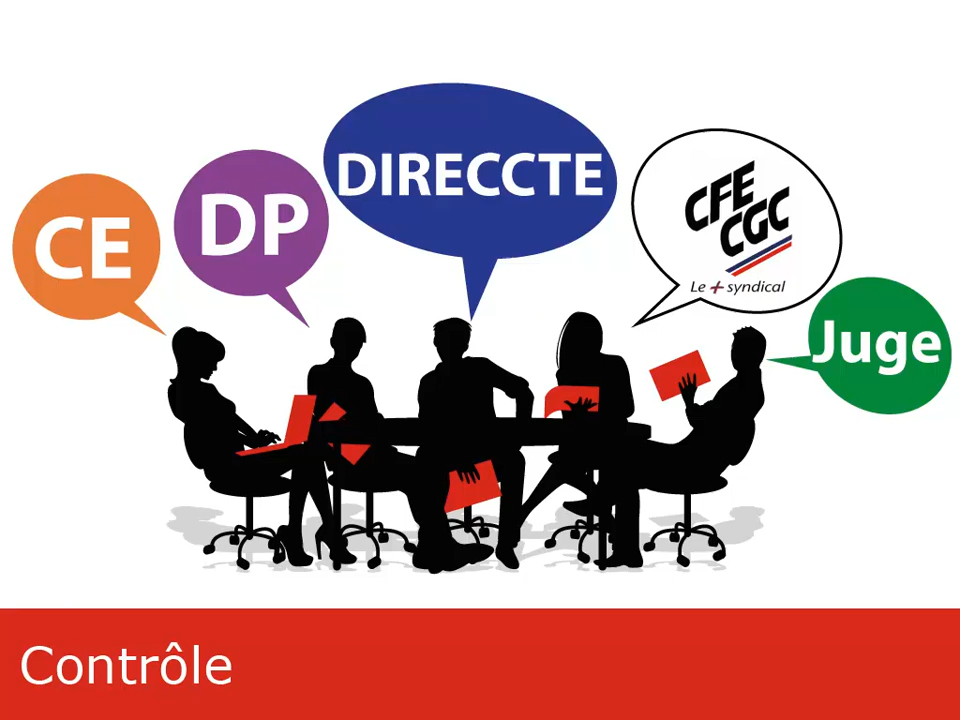 CE
DP
DIRECCTE
CFE
CGC
Le + syndical
Juge
Contrôle